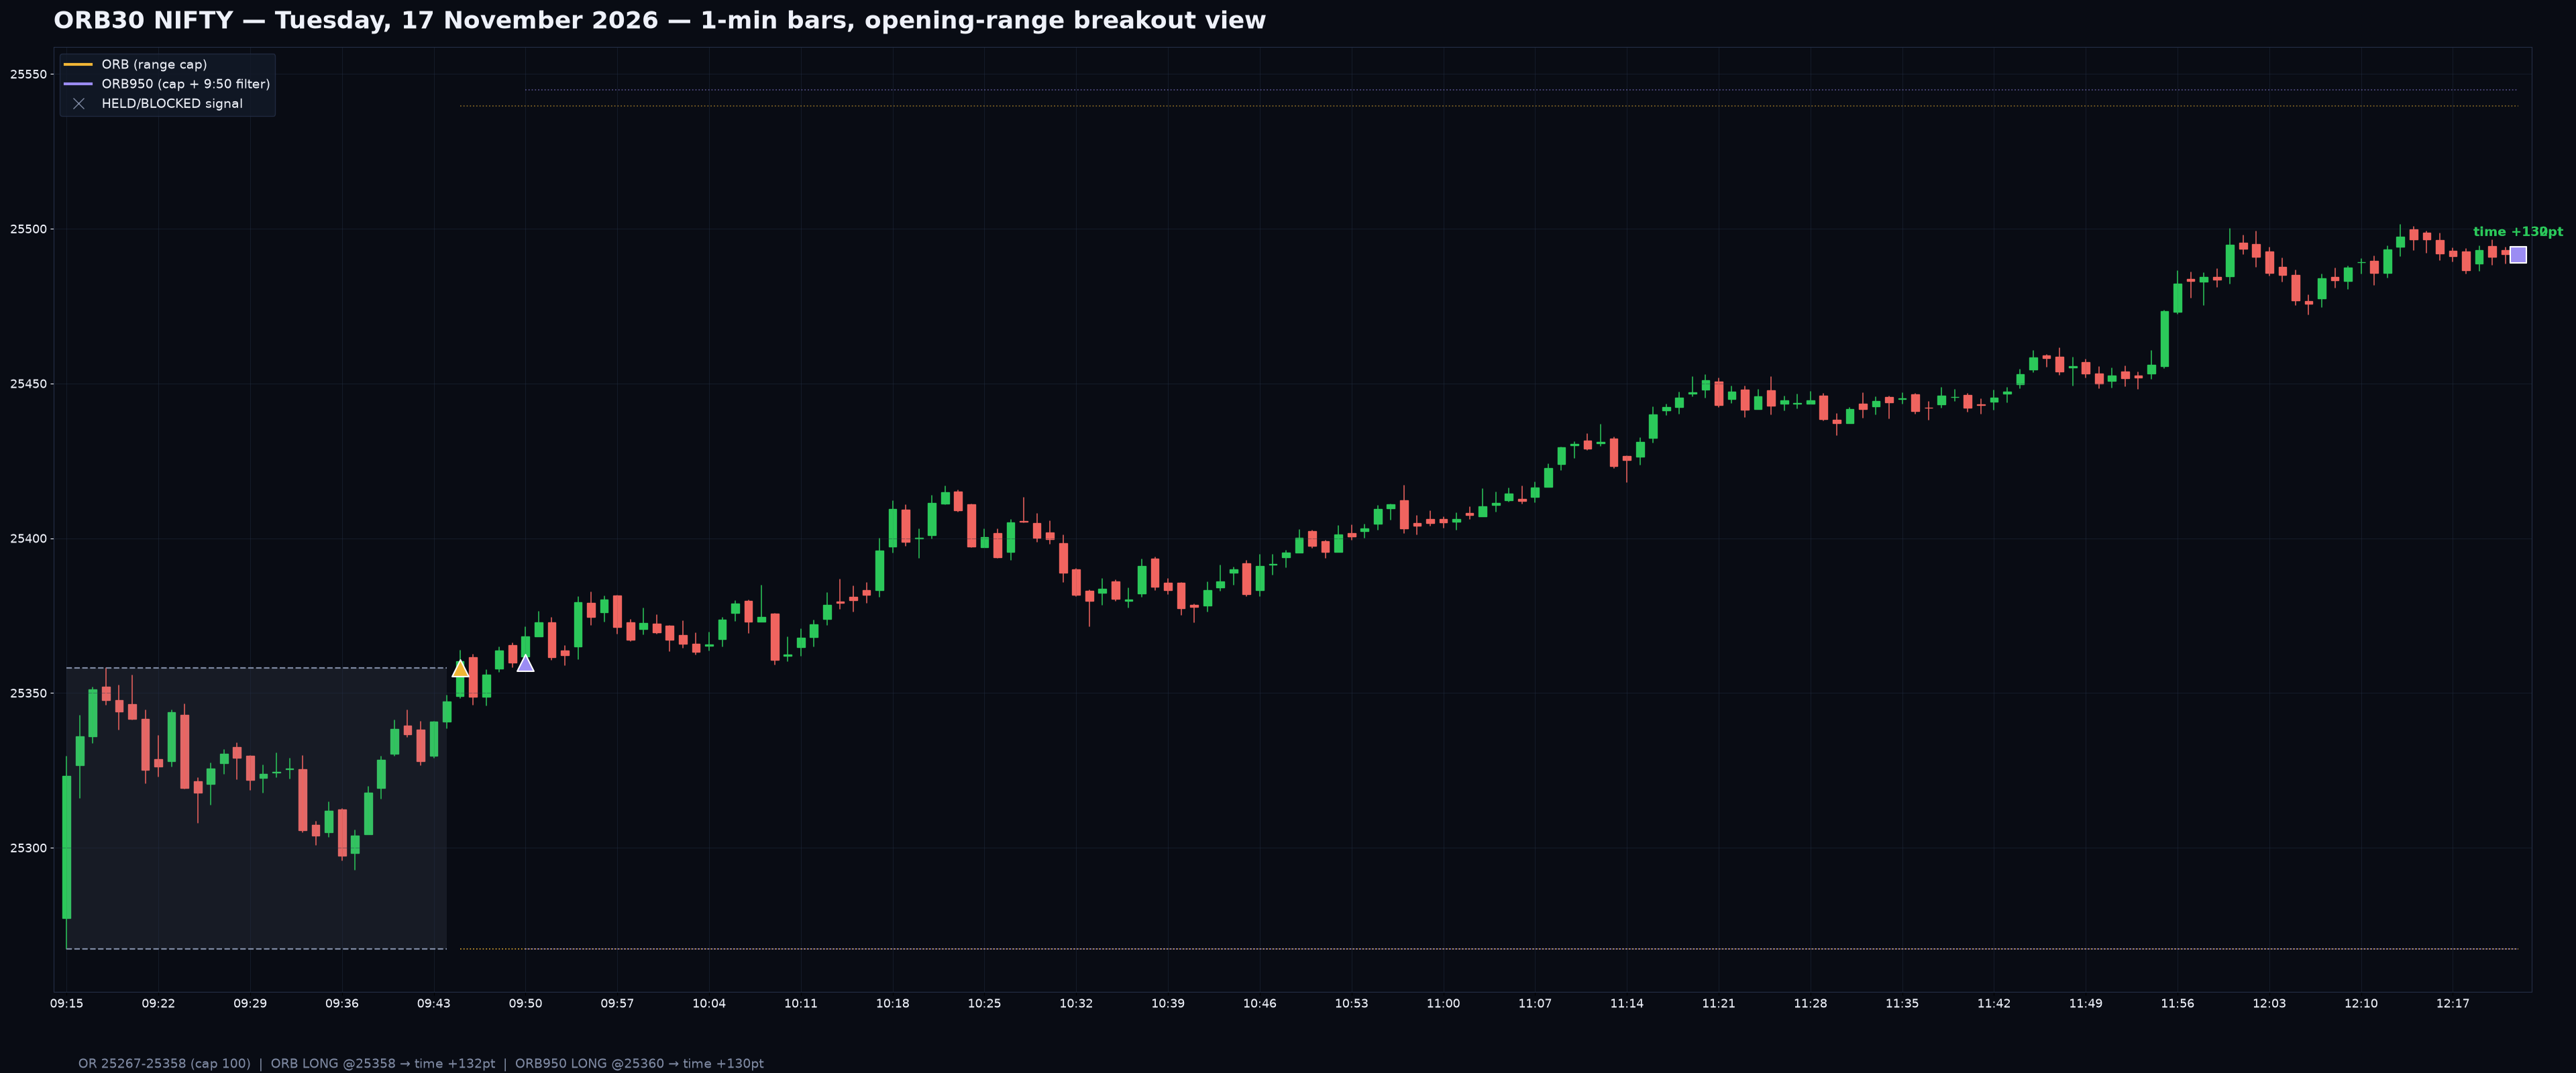 ORB30 NIFTY — Tuesday, 17 November 2026 — 1-min bars, opening-range breakout view
ORB (range cap)
ORB950 (cap + 9:50 filter)
HELD/BLOCKED signal
25550
25500
25450
25400
25350
25300
09:15 09:22 09:29 09:36 09:43 09:50 09:57 10:04 10:11 10:18 10:25 10:32 10:39 10:46 10:53 11:00 11:07 11:14 11:21 11:28 11:35 11:42 11:49 11:56 12:03 12:10 12:17
OR 25267-25358 (cap 100) | ORB LONG @25358 → time +132pt | ORB950 LONG @25360 → time +130pt